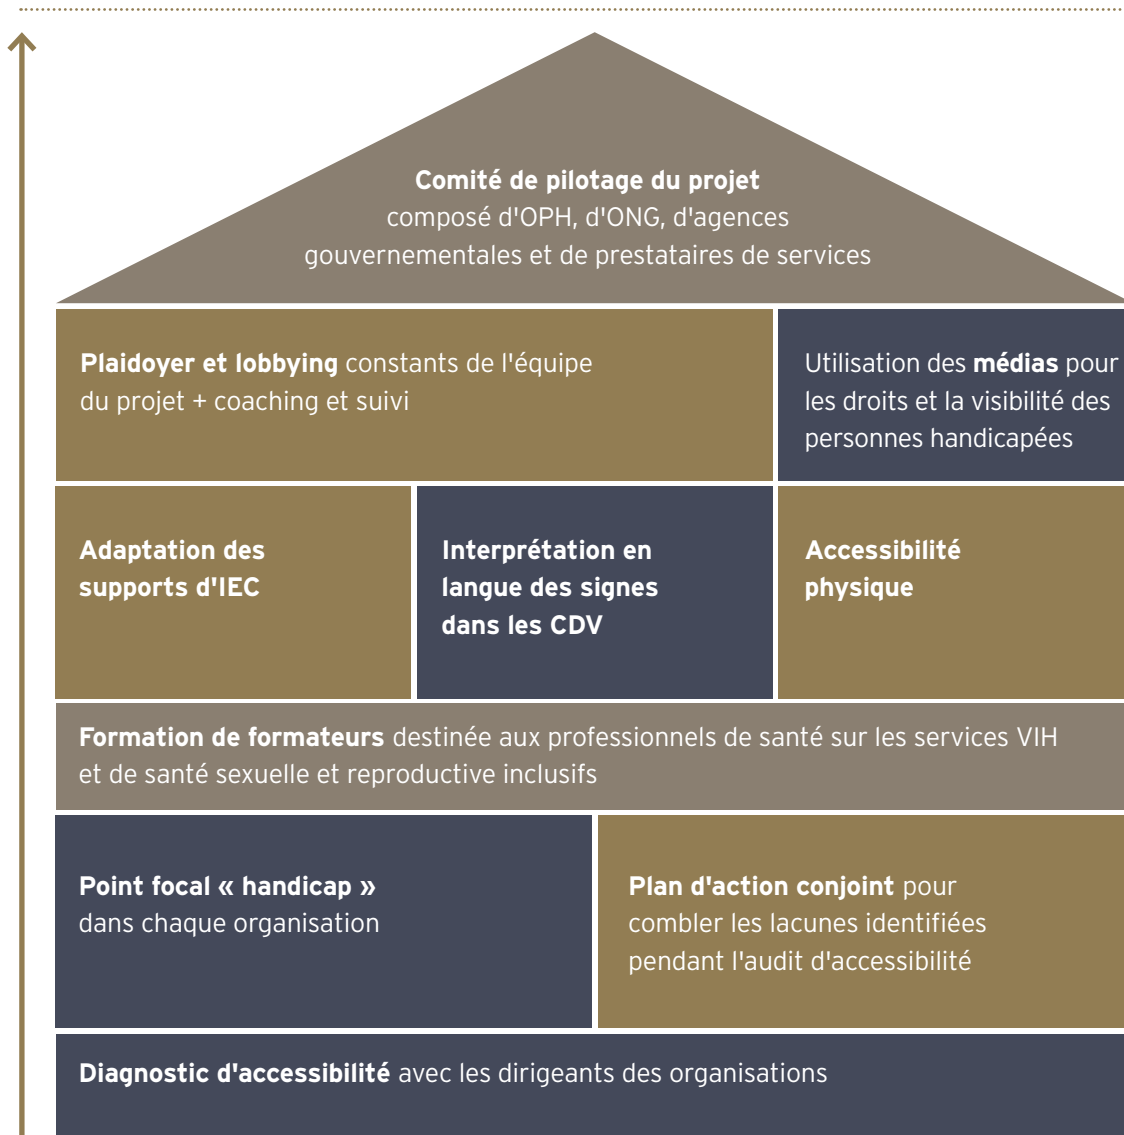 Comité de pilotage du projet
composé d'OPH, d'ONG, d'agences
gouvernementales et de prestataires de services
Plaidoyer et lobbying constants de l'équipe
du projet + coaching et suivi
Utilisation des médias pour
les droits et la visibilité des
personnes handicapées
Adaptation des
supports d'IEC
Interprétation en
langue des signes
dans les CDV
Accessibilité
physique
Formation de formateurs destinée aux professionnels de santé sur les services VIH
et de santé sexuelle et reproductive inclusifs
Point focal « handicap »
dans chaque organisation
Plan d'action conjoint pour
combler les lacunes identifiées
pendant l'audit d'accessibilité
Diagnostic d'accessibilité avec les dirigeants des organisations